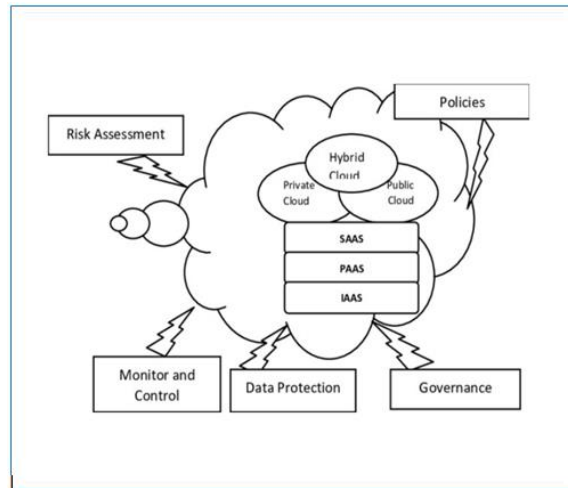 Policies
Risk Assessment
Hybrid
Cloud
Private
Cloud
Public
Cloud
SAAS
PAAS
IAAS
Monitor and
Control
Data Protection
Governance